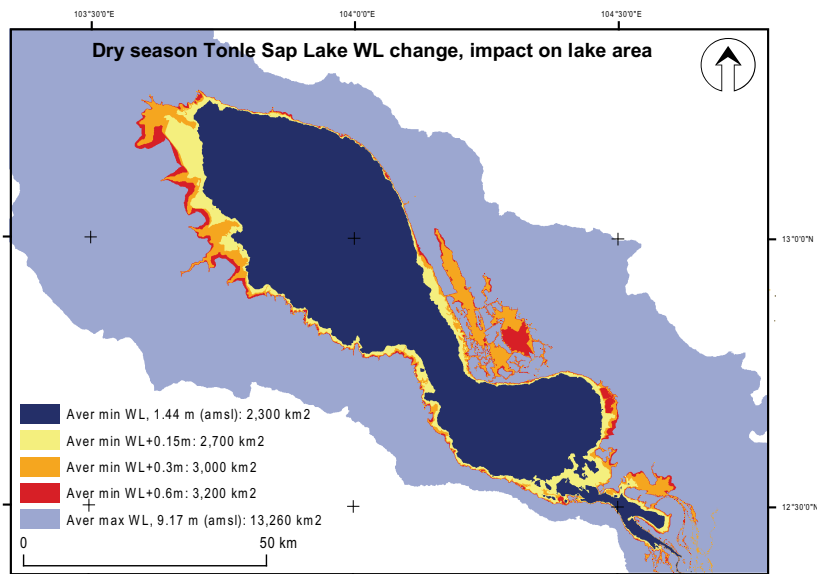 103°30'0"E 104°0'0"E 104°30'0"E
Dry season Tonle Sap Lake WL change, impact on lake area
13°0'0"N
Aver min WL, 1.44 m (amsl): 2,300 km2
Aver min WL+0.15m: 2,700 km2
Aver min WL+0.3m: 3,000 km2
Aver min WL+0.6m: 3,200 km2
Aver max WL, 9.17 m (amsl): 13,260 km2
12°30'0"N
0 50 km